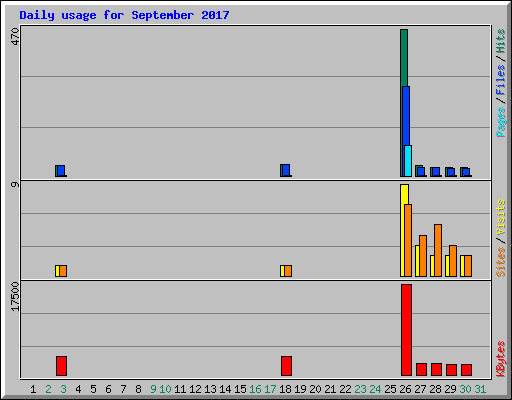 Daily usage for September 2017
470
Pages/Files/Hits
9
Sites/Visits
17500
KBytes
1 2 3 4 5 6 7 8 9 10 11 12 13 14 15 16 17 18 19 20 21 22 23 24 25 26 27 28 29 30 31